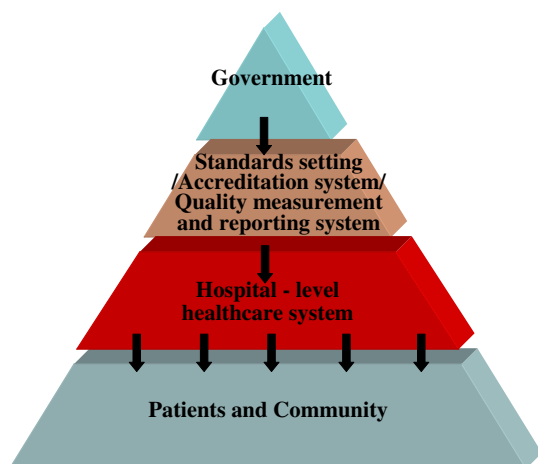 Government
Standards setting
/Accreditation system/
Quality measurement
and reporting system
Hospital - level
healthcare system
Patients and Community